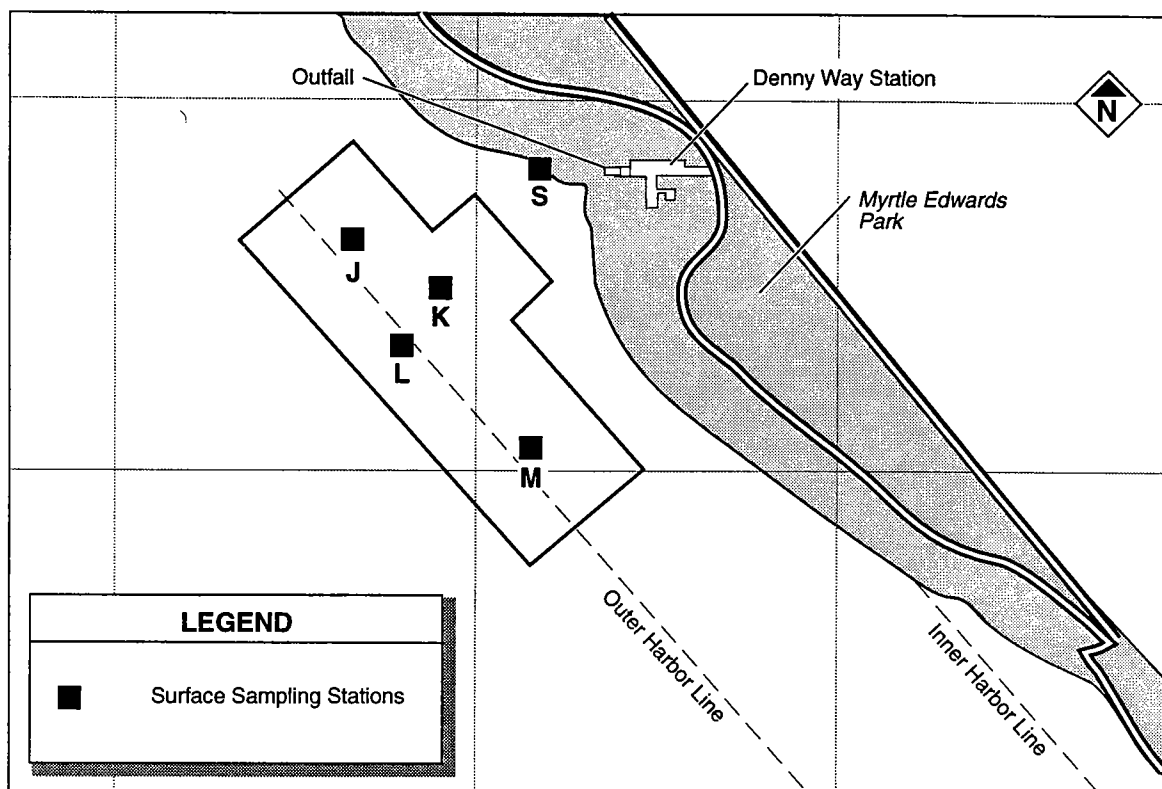 Outfall
Denny Way Station
N
S
Myrtle Edwards
Park
J
K
L
M
Outer Harbor Line
Inner Harbor Line
LEGEND
Surface Sampling Stations